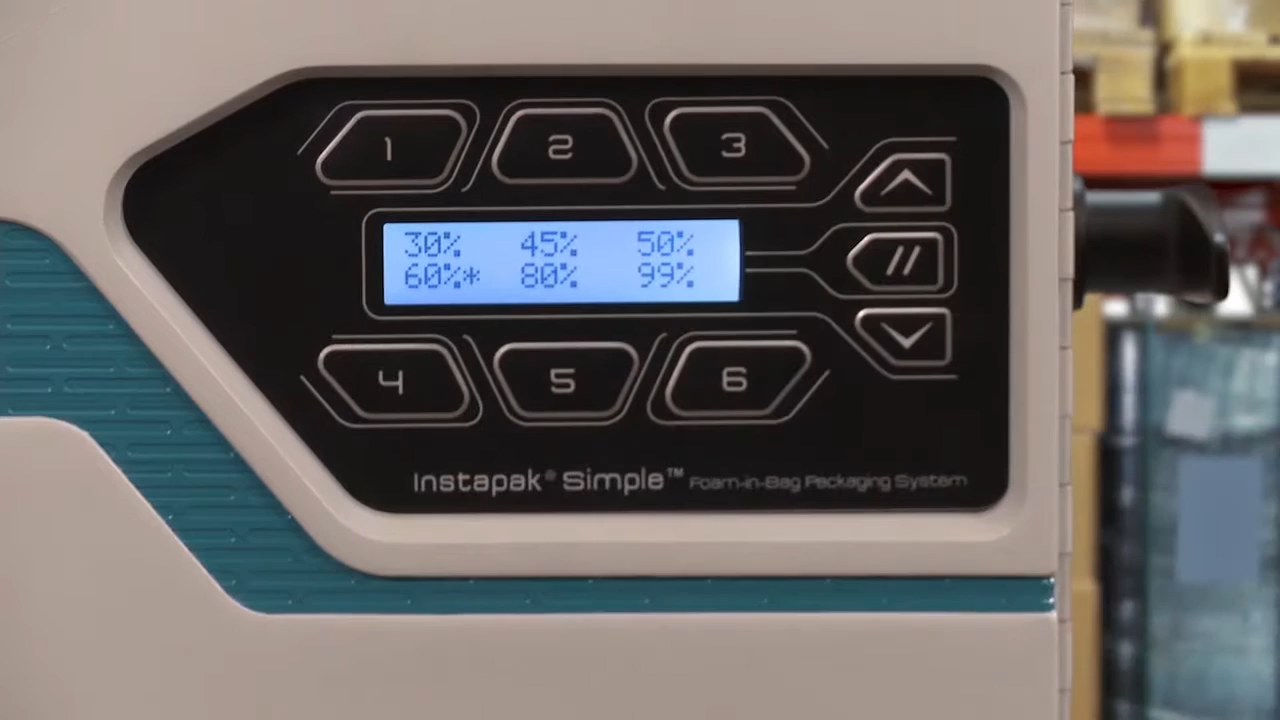 1 2 3
30% 45% 50%
60%* 80% 99%
4 5 6
Instapak® Simple™ Foam-in-Bag Packaging System